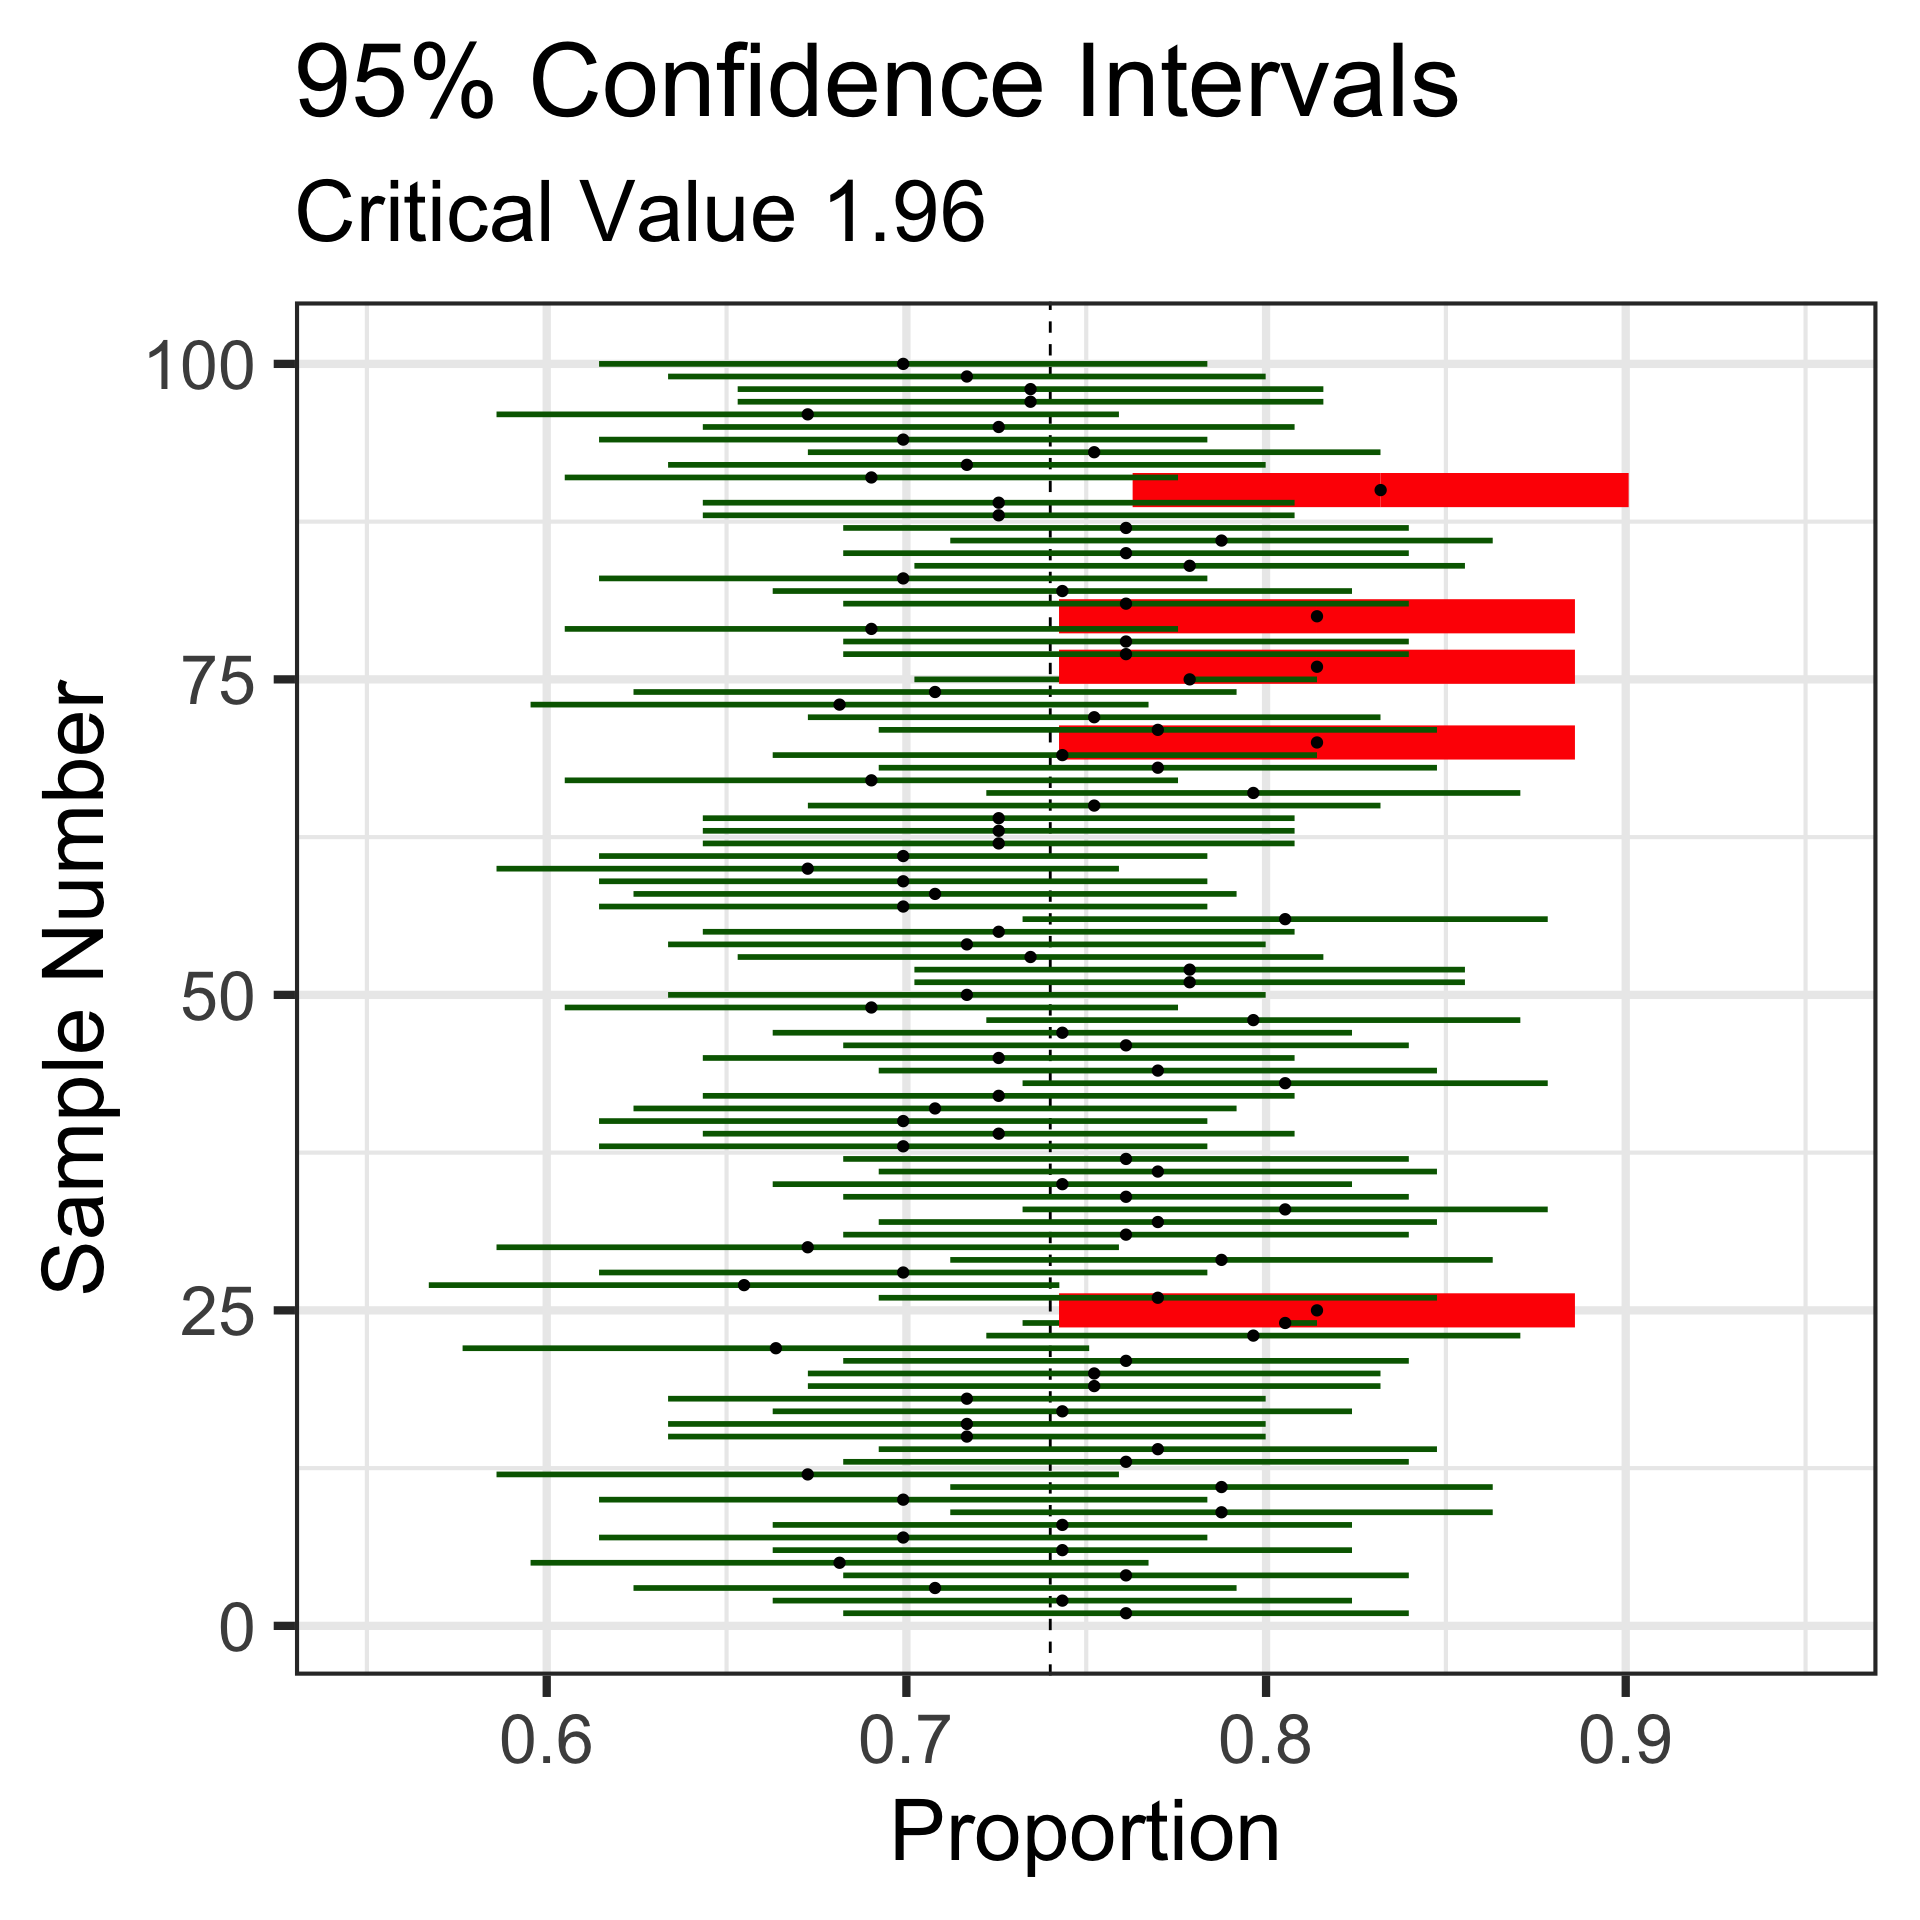 95% Confidence Intervals
Critical Value 1.96
100
75
50
25
0
Sample Number
0.6 0.7 0.8 0.9
Proportion